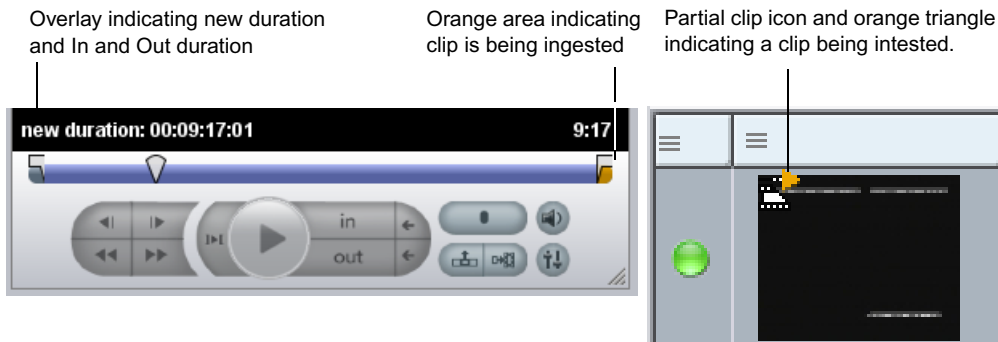 Overlay indicating new duration
and In and Out duration
Orange area indicating
clip is being ingested
Partial clip icon and orange triangle
indicating a clip being intested.
new duration: 00:09:17:01
9:17
in
out